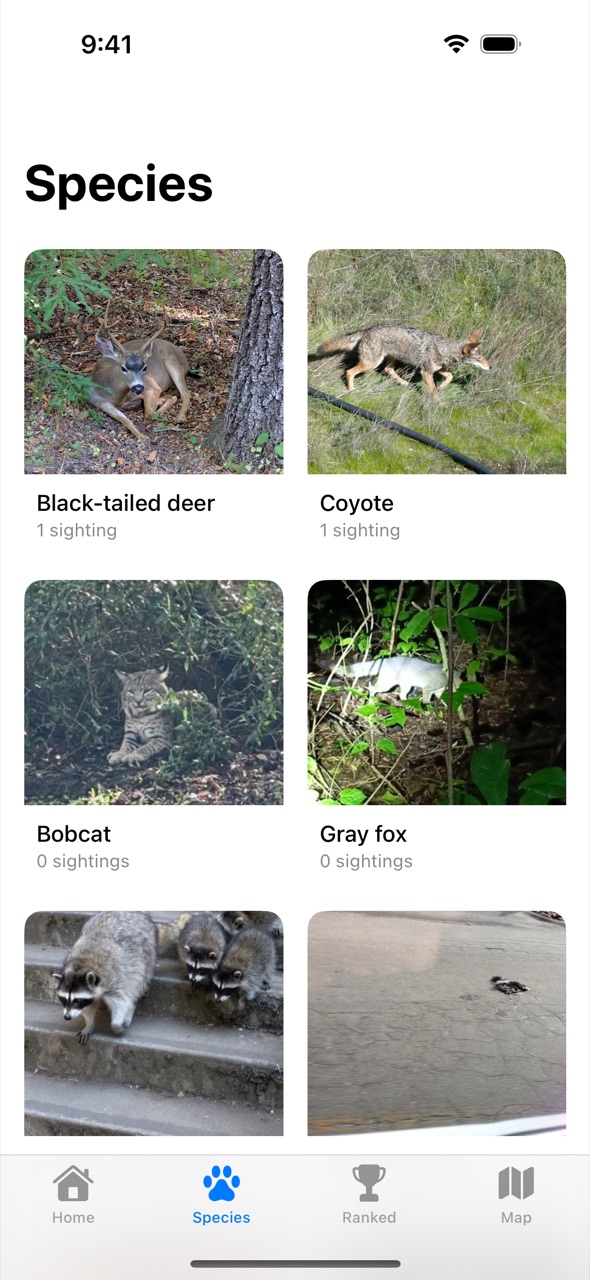 9:41
Species
Black-tailed deer
1 sighting
Coyote
1 sighting
Bobcat
0 sightings
Gray fox
0 sightings
Home
Species
Ranked
Map